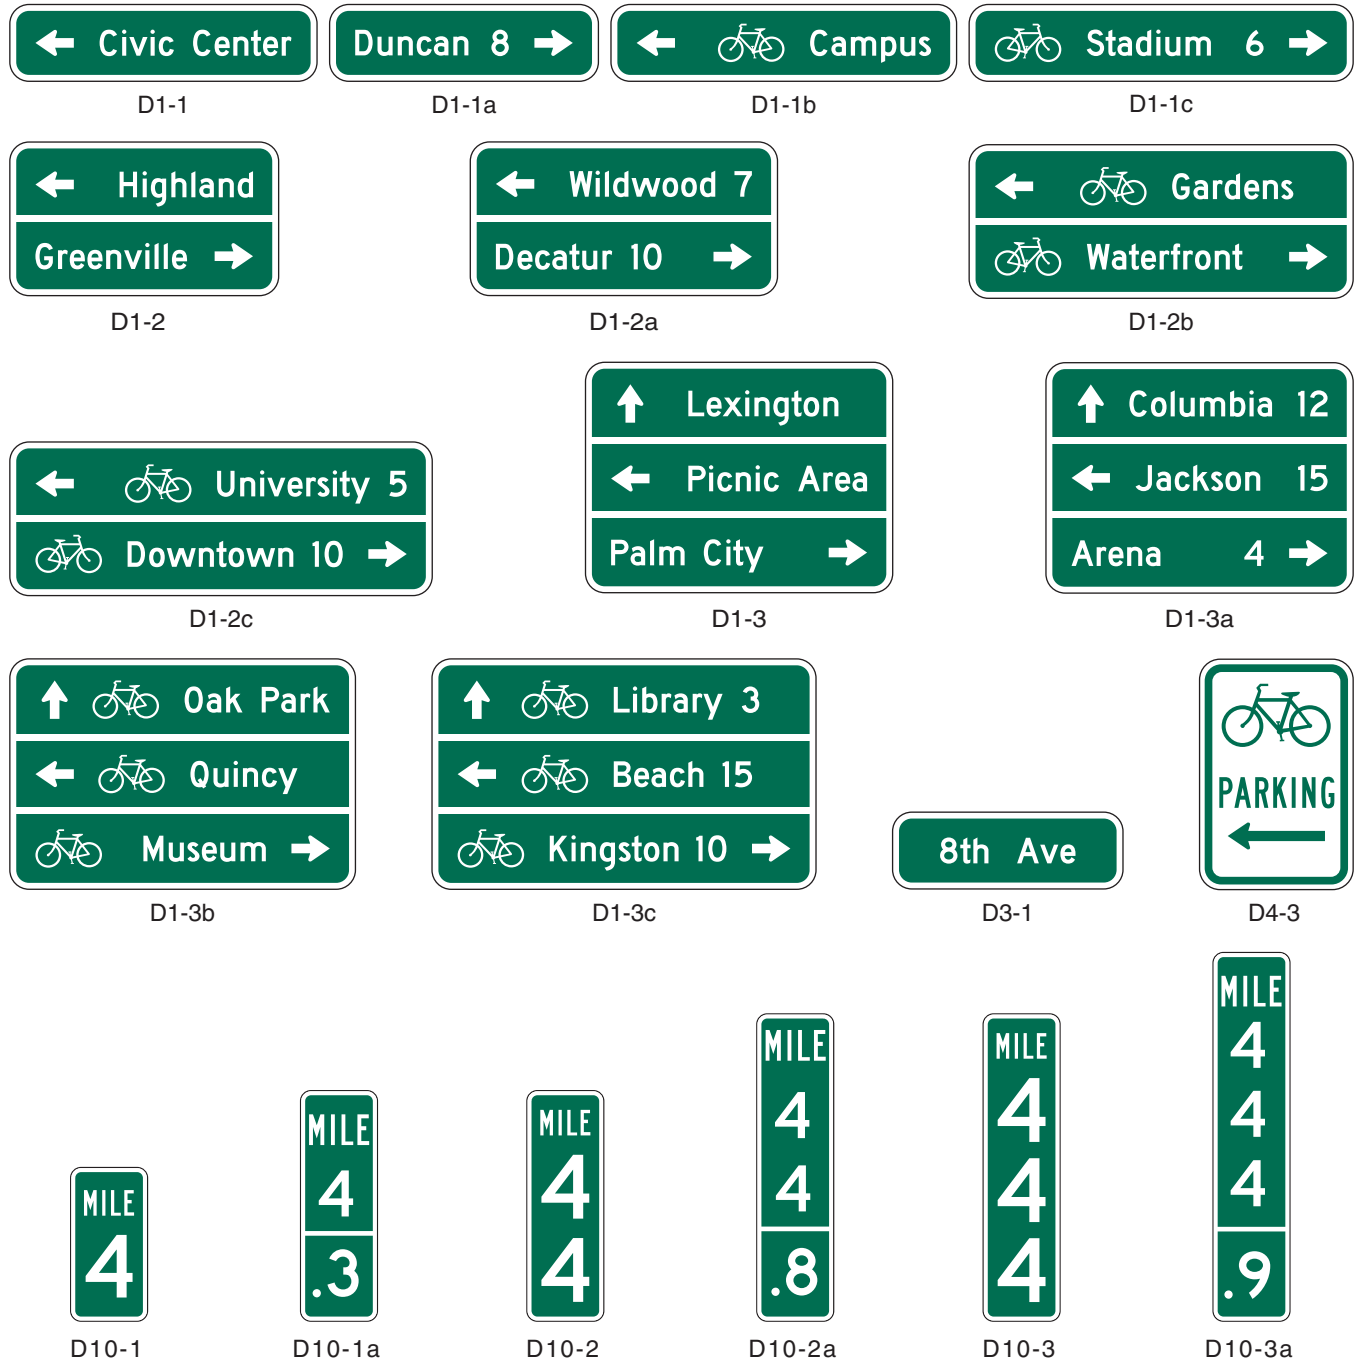 Civic Center
Duncan 8
Campus
Stadium 6
D1-1
D1-1a
D1-1b
D1-1c
Highland
Greenville
D1-2
Wildwood 7
Decatur 10
D1-2a
Gardens
Waterfront
D1-2b
University 5
Downtown 10
D1-2c
Lexington
Picnic Area
Palm City
D1-3
Columbia 12
Jackson 15
Arena 4
D1-3a
Oak Park
Quincy
Museum
D1-3b
Library 3
Beach 15
Kingston 10
D1-3c
8th Ave
D3-1
PARKING
D4-3
MILE
4
D10-1
MILE
4
.3
D10-1a
MILE
4
4
D10-2
MILE
4
4
.8
D10-2a
MILE
4
4
4
D10-3
MILE
4
4
4
.9
D10-3a